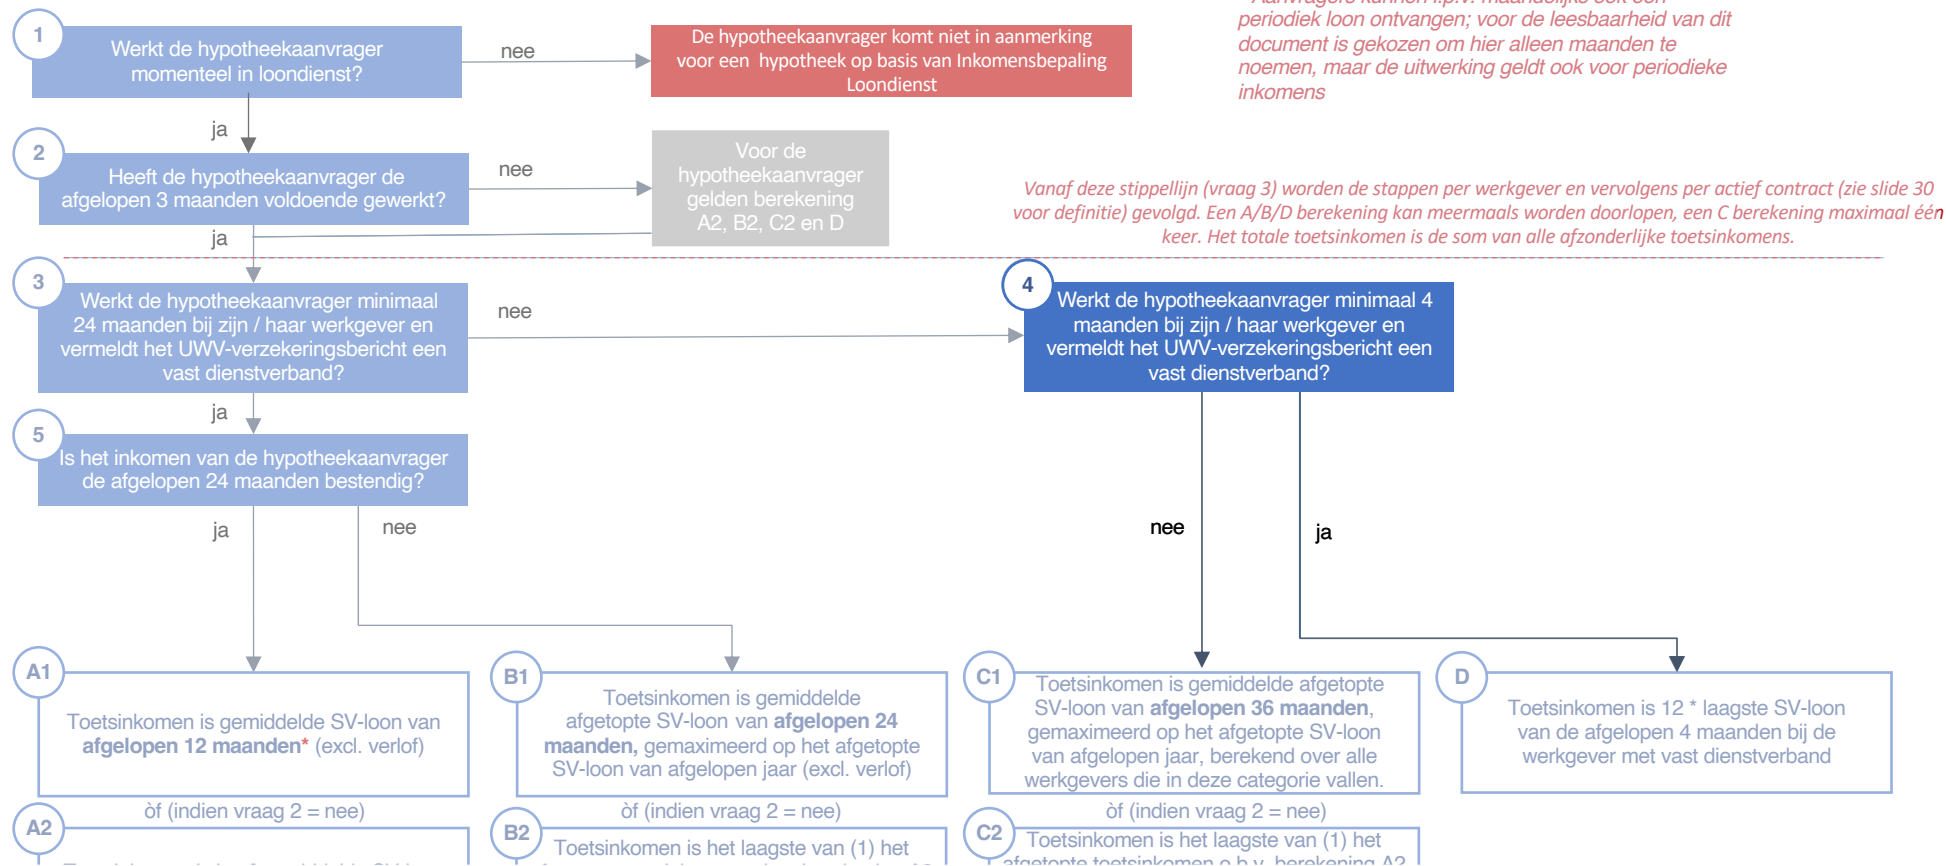 * Aanvragers kunnen i.p.v. maandelijks ook een
periodiek loon ontvangen; voor de leesbaarheid van dit
document is gekozen om hier alleen maanden te
noemen, maar de uitwerking geldt ook voor periodieke
inkomens
1
Werkt de hypotheekaanvrager
momenteel in loondienst?
nee
De hypotheekaanvrager komt niet in aanmerking
voor een hypotheek op basis van Inkomensbepaling
Loondienst
ja
2
Heeft de hypotheekaanvrager de
afgelopen 3 maanden voldoende gewerkt?
nee
Voor de
hypotheekaanvrager
gelden berekening
A2, B2, C2 en D
ja
Vanaf deze stippellijn (vraag 3) worden de stappen per werkgever en vervolgens per actief contract (zie slide 30
voor definitie) gevolgd. Een A/B/D berekening kan meermaals worden doorlopen, een C berekening maximaal één
keer. Het totale toetsinkomen is de som van alle afzonderlijke toetsinkomens.
3
Werkt de hypotheekaanvrager minimaal
24 maanden bij zijn / haar werkgever en
vermeldt het UWV-verzekeringsbericht een
vast dienstverband?
nee
4
Werkt de hypotheekaanvrager minimaal 4
maanden bij zijn / haar werkgever en
vermeldt het UWV-verzekeringsbericht een
vast dienstverband?
ja
5
Is het inkomen van de hypotheekaanvrager
de afgelopen 24 maanden bestendig?
ja
nee
nee
ja
A1
Toetsinkomen is gemiddelde SV-loon van
afgelopen 12 maanden* (excl. verlof)
B1
Toetsinkomen is gemiddelde
afgetopte SV-loon van afgelopen 24
maanden, gemaximeerd op het afgetopte
SV-loon van afgelopen jaar (excl. verlof)
C1
Toetsinkomen is gemiddelde afgetopte
SV-loon van afgelopen 36 maanden,
gemaximeerd op het afgetopte SV-loon
van afgelopen jaar, berekend over alle
werkgevers die in deze categorie vallen.
D
Toetsinkomen is 12 * laagste SV-loon
van de afgelopen 4 maanden bij de
werkgever met vast dienstverband
òf (indien vraag 2 = nee)
òf (indien vraag 2 = nee)
òf (indien vraag 2 = nee)
A2
B2
Toetsinkomen is het laagste van (1) het
C2
Toetsinkomen is het laagste van (1) het
afgetopte toetsinkomen o.b.v. berekening A2